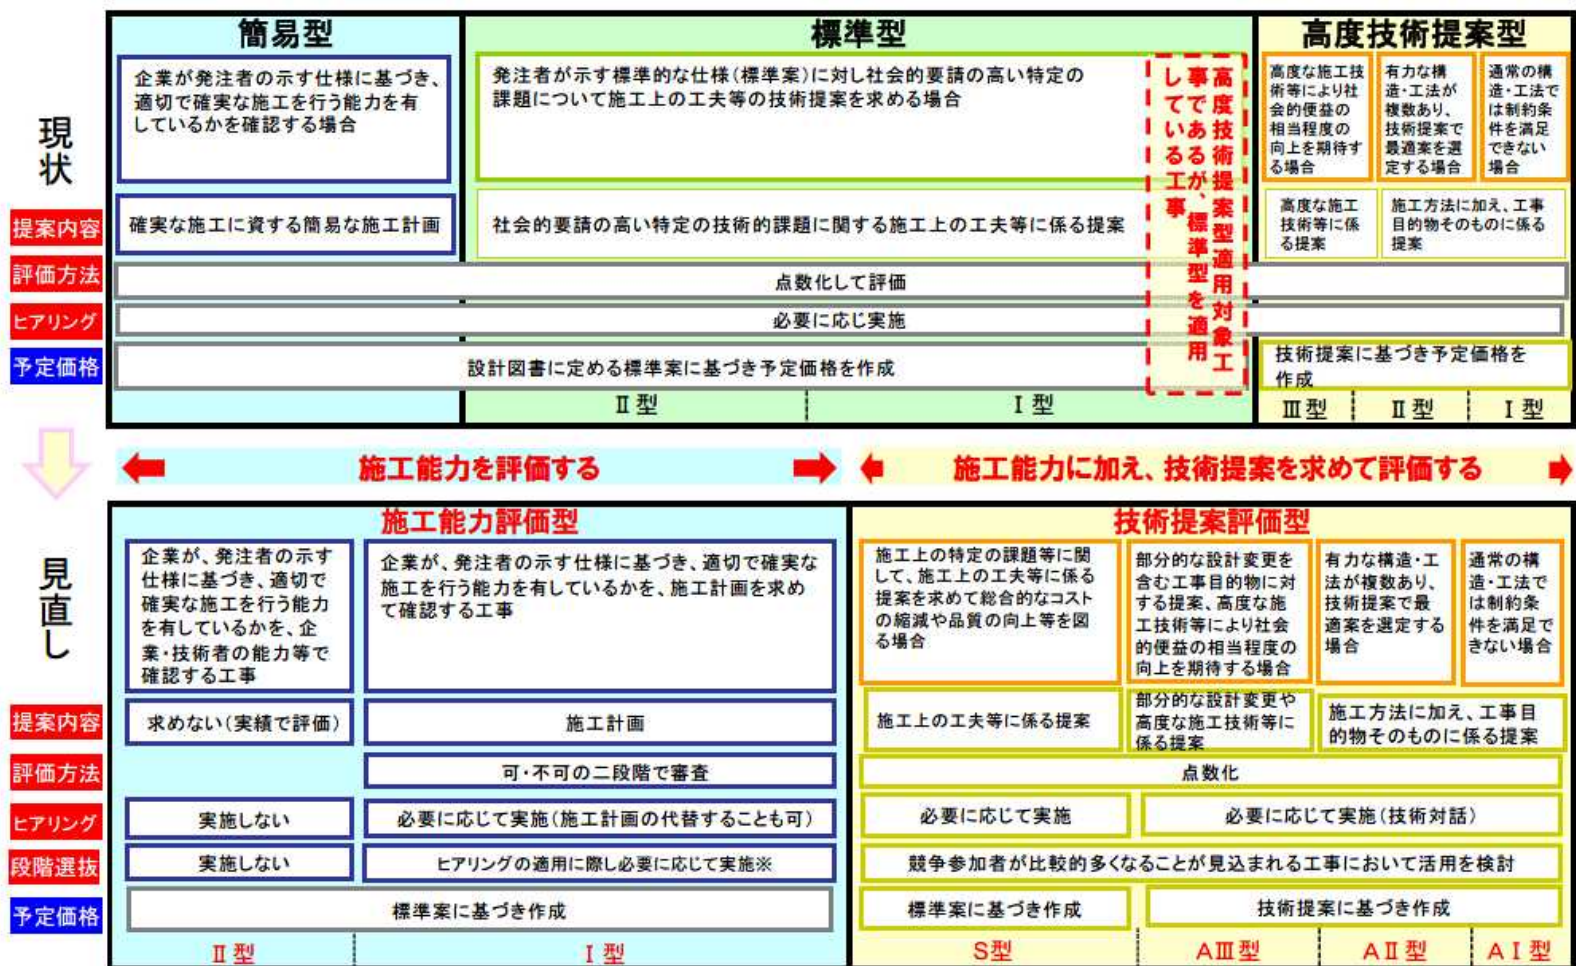 簡易型
標準型
高度技術提案型
現状
企業が発注者の示す仕様に基づき、
適切で確実な施工を行う能力を有
しているかを確認する場合
発注者が示す標準的な仕様(標準案)に対し社会的要請の高い特定の
課題について施工上の工夫等の技術提案を求める場合
高度技術提案型適用対象工
事であるが、標準型を適用
している工事
高度な施工技
術等により社
会的便益の
相当程度の
向上を期待す
る場合
有力な構
造・工法が
複数あり、
技術提案で
最適案を選
定する場合
通常の構
造・工法で
は制約条
件を満足
できない
場合
提案内容
確実な施工に資する簡易な施工計画
社会的要請の高い特定の技術的課題に関する施工上の工夫等に係る提案
高度な施工
技術等に係
る提案
施工方法に加え、工事
目的物そのものに係る
提案
評価方法
点数化して評価
ヒアリング
必要に応じ実施
予定価格
設計図書に定める標準案に基づき予定価格を作成
技術提案に基づき予定価格を
作成
Ⅱ型
Ⅰ型
Ⅲ型
Ⅱ型
Ⅰ型
施工能力を評価する
施工能力に加え、技術提案を求めて評価する
見直し
施工能力評価型
技術提案評価型
企業が、発注者の示す
仕様に基づき、適切で
確実な施工を行う能力
を有しているかを、企
業・技術者の能力等で
確認する工事
企業が、発注者の示す仕様に基づき、適切で確実な
施工を行う能力を有しているかを、施工計画を求め
て確認する工事
施工上の特定の課題等に関
して、施工上の工夫等に係る
提案を求めて総合的なコスト
の縮減や品質の向上等を図
る場合
部分的な設計変更を
含む工事目的物に対
する提案、高度な施
工技術等により社会
的便益の相当程度の
向上を期待する場合
有力な構造・工
法が複数あり、
技術提案で最
適案を選定する
場合
通常の構
造・工法で
は制約条
件を満足で
きない場合
提案内容
求めない(実績で評価)
施工計画
施工上の工夫等に係る提案
部分的な設計変更や
高度な施工技術等に
係る提案
施工方法に加え、工事目
的物そのものに係る提案
評価方法
可・不可の二段階で審査
点数化
ヒアリング
実施しない
必要に応じて実施(施工計画の代替することも可)
必要に応じて実施
必要に応じて実施(技術対話)
段階選抜
実施しない
ヒアリングの適用に際し必要に応じて実施※
競争参加者が比較的多くなることが見込まれる工事において活用を検討
予定価格
標準案に基づき作成
標準案に基づき作成
技術提案に基づき作成
Ⅱ型
Ⅰ型
S型
AⅢ型
AⅡ型
AⅠ型